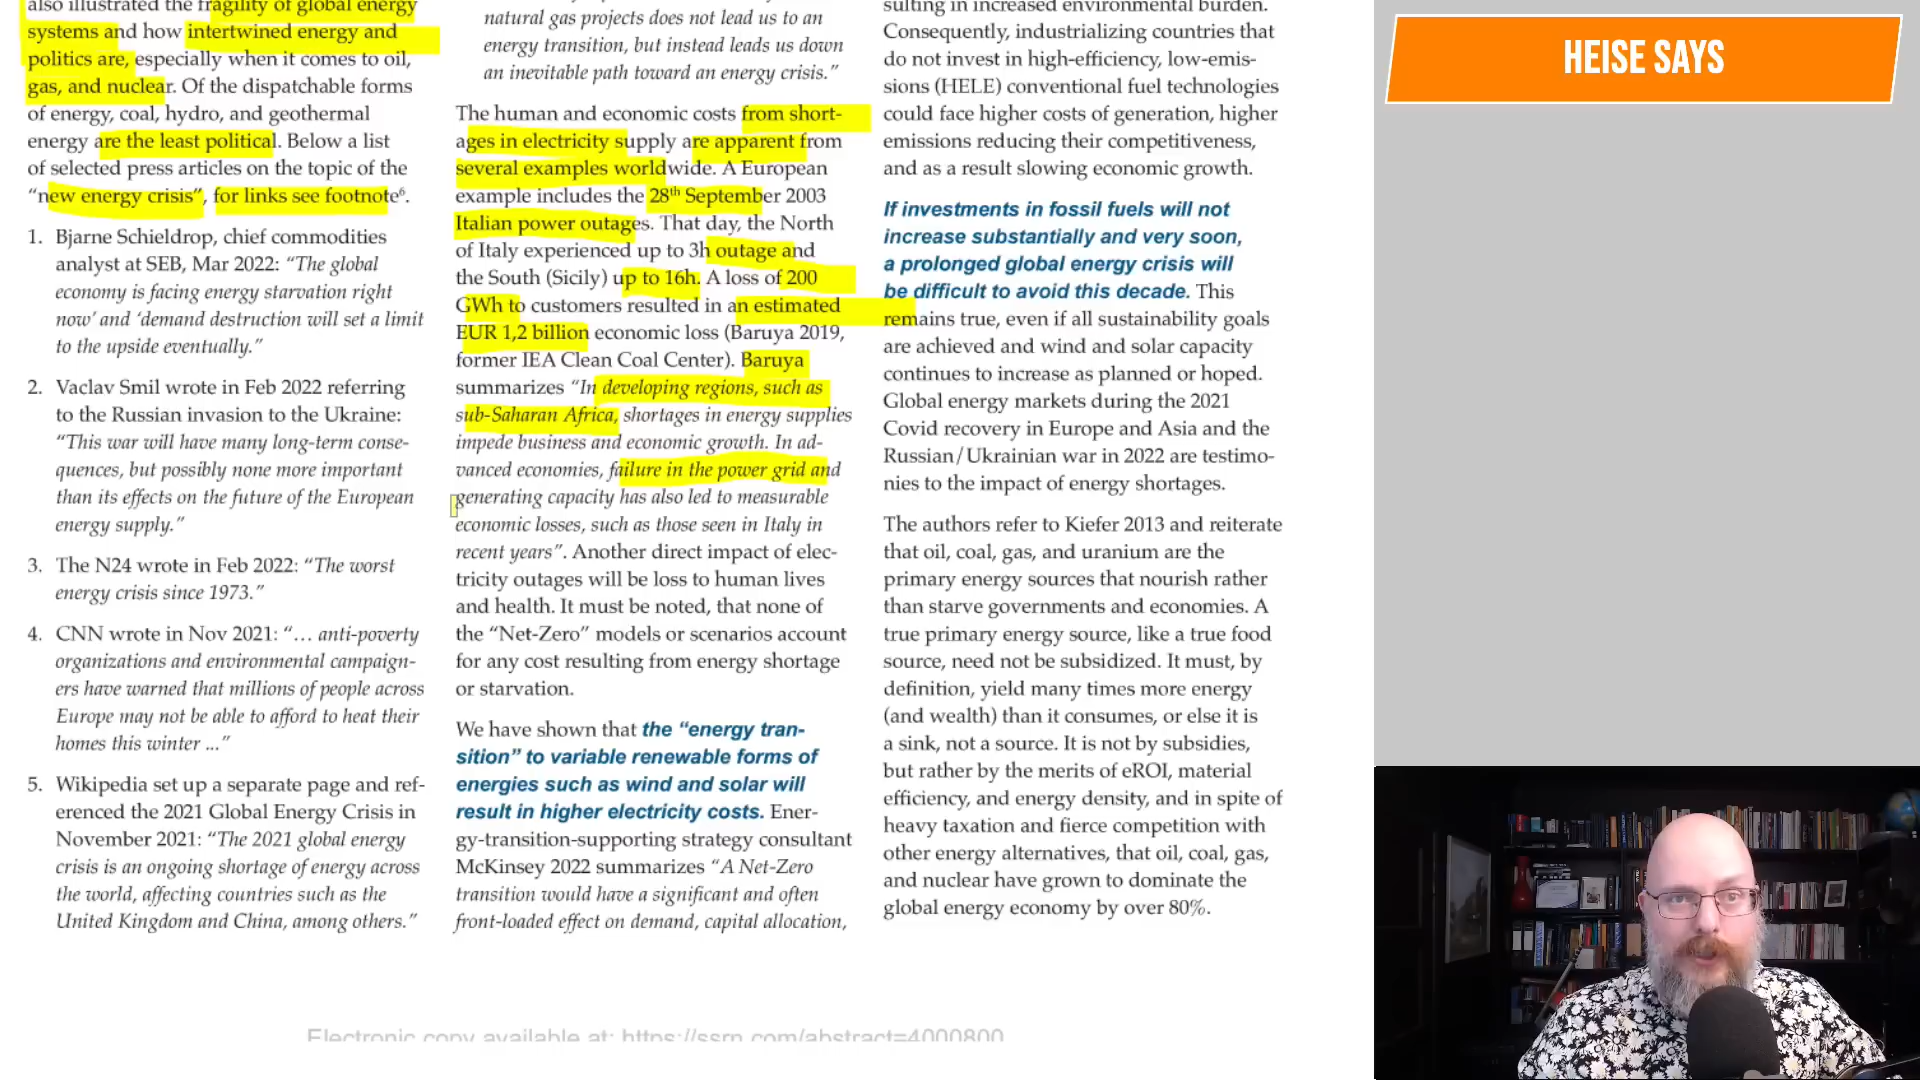 also illustrated the fragility of global energy
systems and how intertwined energy and
politics are, especially when it comes to oil,
gas, and nuclear. Of the dispatchable forms
of energy, coal, hydro, and geothermal
energy are the least political. Below a list
of selected press articles on the topic of the
“new energy crisis”, for links see footnote⁶.
1. Bjarne Schieldrop, chief commodities
analyst at SEB, Mar 2022: “The global
economy is facing energy starvation right
now’ and ‘demand destruction will set a limit
to the upside eventually.”
2. Vaclav Smil wrote in Feb 2022 referring
to the Russian invasion to the Ukraine:
“This war will have many long-term conse-
quences, but possibly none more important
than its effects on the future of the European
energy supply.”
3. The N24 wrote in Feb 2022: “The worst
energy crisis since 1973.”
4. CNN wrote in Nov 2021: “… anti-poverty
organizations and environmental campaign-
ers have warned that millions of people across
Europe may not be able to afford to heat their
homes this winter ...”
5. Wikipedia set up a separate page and ref-
erenced the 2021 Global Energy Crisis in
November 2021: “The 2021 global energy
crisis is an ongoing shortage of energy across
the world, affecting countries such as the
United Kingdom and China, among others.”
natural gas projects does not lead us to an
energy transition, but instead leads us down
an inevitable path toward an energy crisis.”
The human and economic costs from short-
ages in electricity supply are apparent from
several examples worldwide. A European
example includes the 28th September 2003
Italian power outages. That day, the North
of Italy experienced up to 3h outage and
the South (Sicily) up to 16h. A loss of 200
GWh to customers resulted in an estimated
EUR 1,2 billion economic loss (Baruya 2019,
former IEA Clean Coal Center). Baruya
summarizes “In developing regions, such as
sub-Saharan Africa, shortages in energy supplies
impede business and economic growth. In ad-
vanced economies, failure in the power grid and
generating capacity has also led to measurable
economic losses, such as those seen in Italy in
recent years”. Another direct impact of elec-
tricity outages will be loss to human lives
and health. It must be noted, that none of
the “Net-Zero” models or scenarios account
for any cost resulting from energy shortage
or starvation.
We have shown that the “energy tran-
sition” to variable renewable forms of
energies such as wind and solar will
result in higher electricity costs. Ener-
gy-transition-supporting strategy consultant
McKinsey 2022 summarizes “A Net-Zero
transition would have a significant and often
front-loaded effect on demand, capital allocation,
sulting in increased environmental burden.
Consequently, industrializing countries that
do not invest in high-efficiency, low-emis-
sions (HELE) conventional fuel technologies
could face higher costs of generation, higher
emissions reducing their competitiveness,
and as a result slowing economic growth.
If investments in fossil fuels will not
increase substantially and very soon,
a prolonged global energy crisis will
be difficult to avoid this decade. This
remains true, even if all sustainability goals
are achieved and wind and solar capacity
continues to increase as planned or hoped.
Global energy markets during the 2021
Covid recovery in Europe and Asia and the
Russian/Ukrainian war in 2022 are testimo-
nies to the impact of energy shortages.
The authors refer to Kiefer 2013 and reiterate
that oil, coal, gas, and uranium are the
primary energy sources that nourish rather
than starve governments and economies. A
true primary energy source, like a true food
source, need not be subsidized. It must, by
definition, yield many times more energy
(and wealth) than it consumes, or else it is
a sink, not a source. It is not by subsidies,
but rather by the merits of eROI, material
efficiency, and energy density, and in spite of
heavy taxation and fierce competition with
other energy alternatives, that oil, coal, gas,
and nuclear have grown to dominate the
global energy economy by over 80%.
Electronic copy available at: https://ssrn.com/abstract=4000800
HEISE SAYS